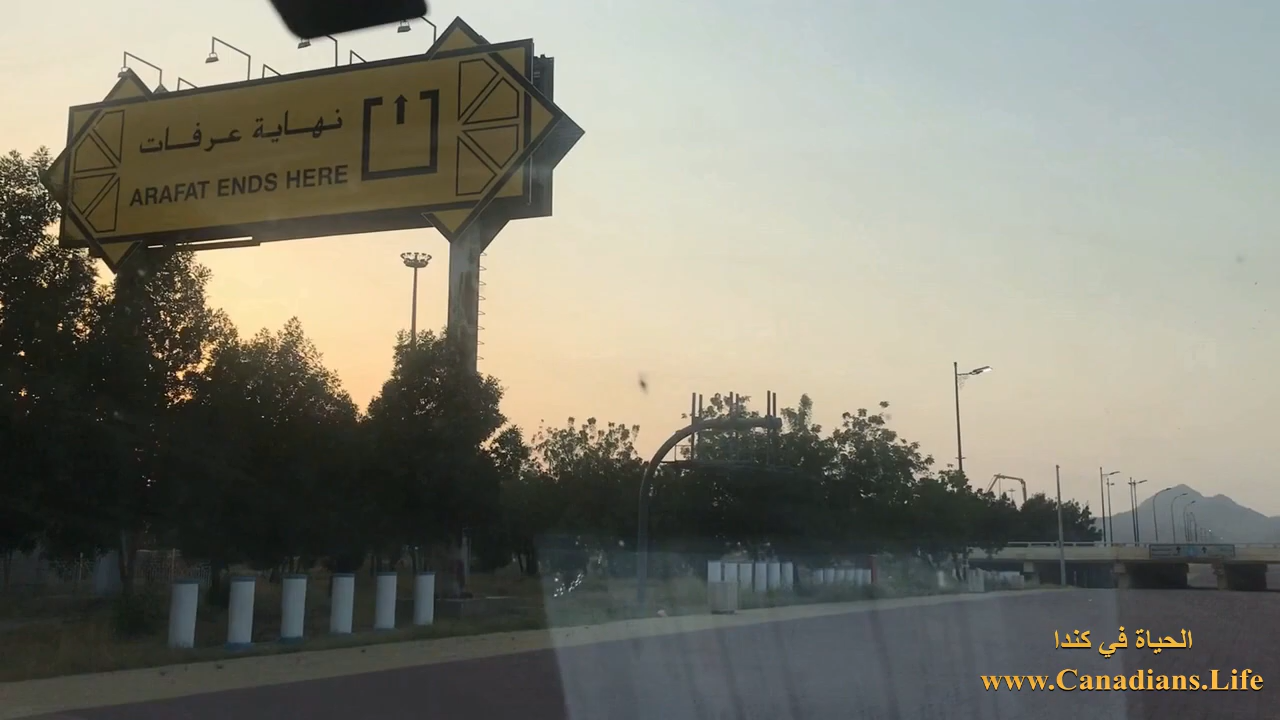 نهاية عرفات
ARAFAT ENDS HERE
الحياة في كندا
www.Canadians.Life